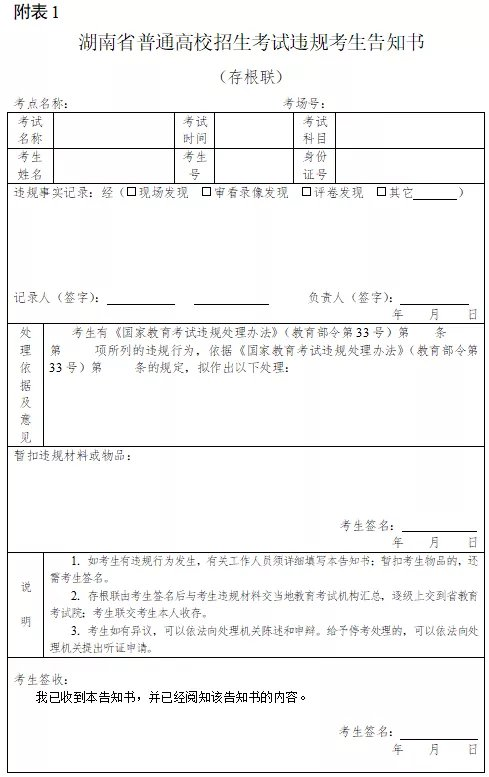 附表 1
湖南省普通高校招生考试违规考生告知书
（存根联）
考点名称： 考场号：
考试名称 考试时间 考试科目
考生姓名 考生号 身份证号
违规事实记录：经（□现场发现 □审看录像发现 □评卷发现 □其它______）
记录人（签字）：________ ________ 负责人（签字）：________
年 月 日
处理依据及意见
考生有《国家教育考试违规处理办法》（教育部令第 33 号）第 条
第 项所列的违规行为，依据《国家教育考试违规处理办法》（教育部令第
33 号）第 条的规定，拟作出以下处理：
暂扣违规材料或物品：
考生签名：________
年 月 日
说明
1. 如考生有违规行为发生，有关工作人员须详细填写本告知书；暂扣考生物品的，还
需考生签名。
2. 存根联由考生签名后与考生违规材料交当地教育考试机构汇总，逐级上交到省教育
考试院；考生联交考生本人收存。
3. 考生如有异议，可以依法向处理机关陈述和申辩。给予停考处理的，可以依法向处
理机关提出听证申请。
考生签收：
我已收到本告知书，并已经阅知该告知书的内容。
考生签名：________
年 月 日